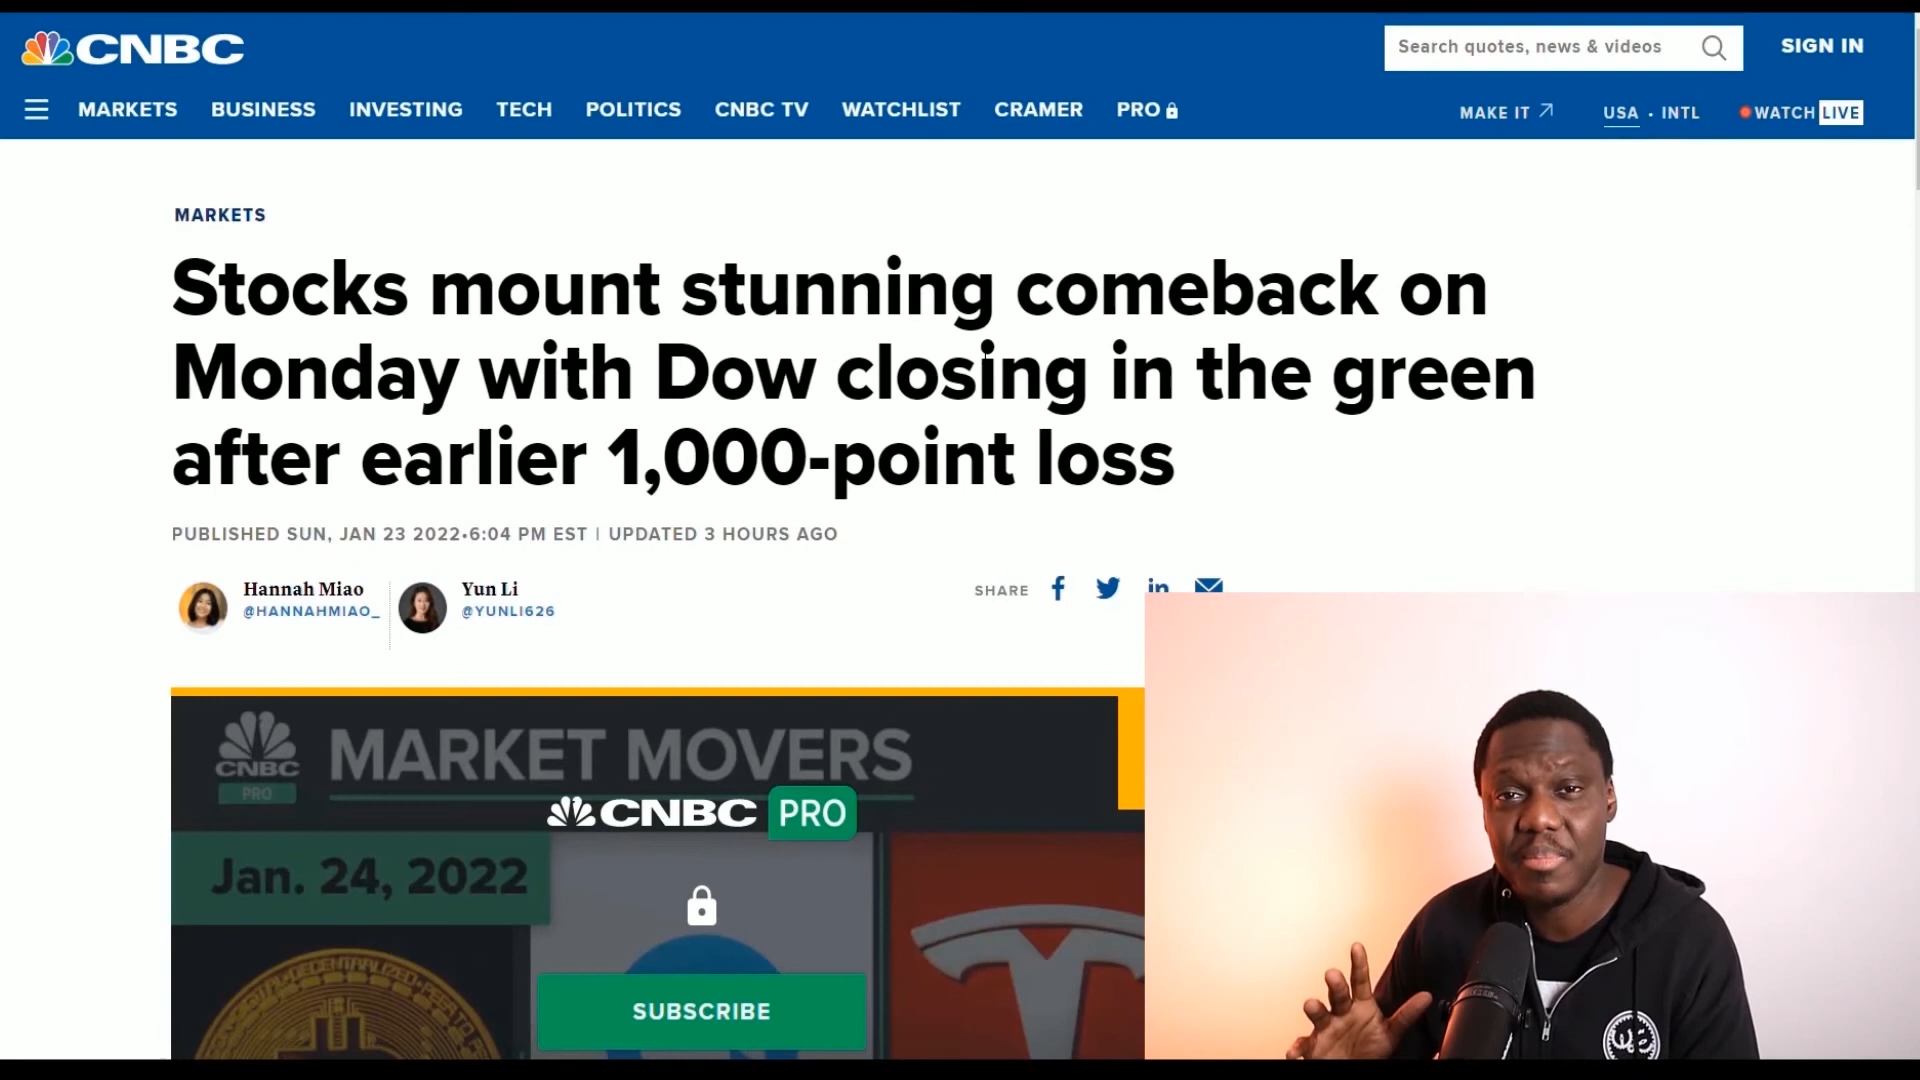 CNBC
Search quotes, news & videos
SIGN IN
MARKETS BUSINESS INVESTING TECH POLITICS CNBC TV WATCHLIST CRAMER PRO
MAKE IT USA · INTL WATCH LIVE
MARKETS
Stocks mount stunning comeback on
Monday with Dow closing in the green
after earlier 1,000-point loss
PUBLISHED SUN, JAN 23 2022•6:04 PM EST | UPDATED 3 HOURS AGO
Hannah Miao
@HANNAHMIAO_
Yun Li
@YUNLI626
SHARE
CNBC
PRO
MARKET MOVERS
CNBC PRO
Jan. 24, 2022
SUBSCRIBE